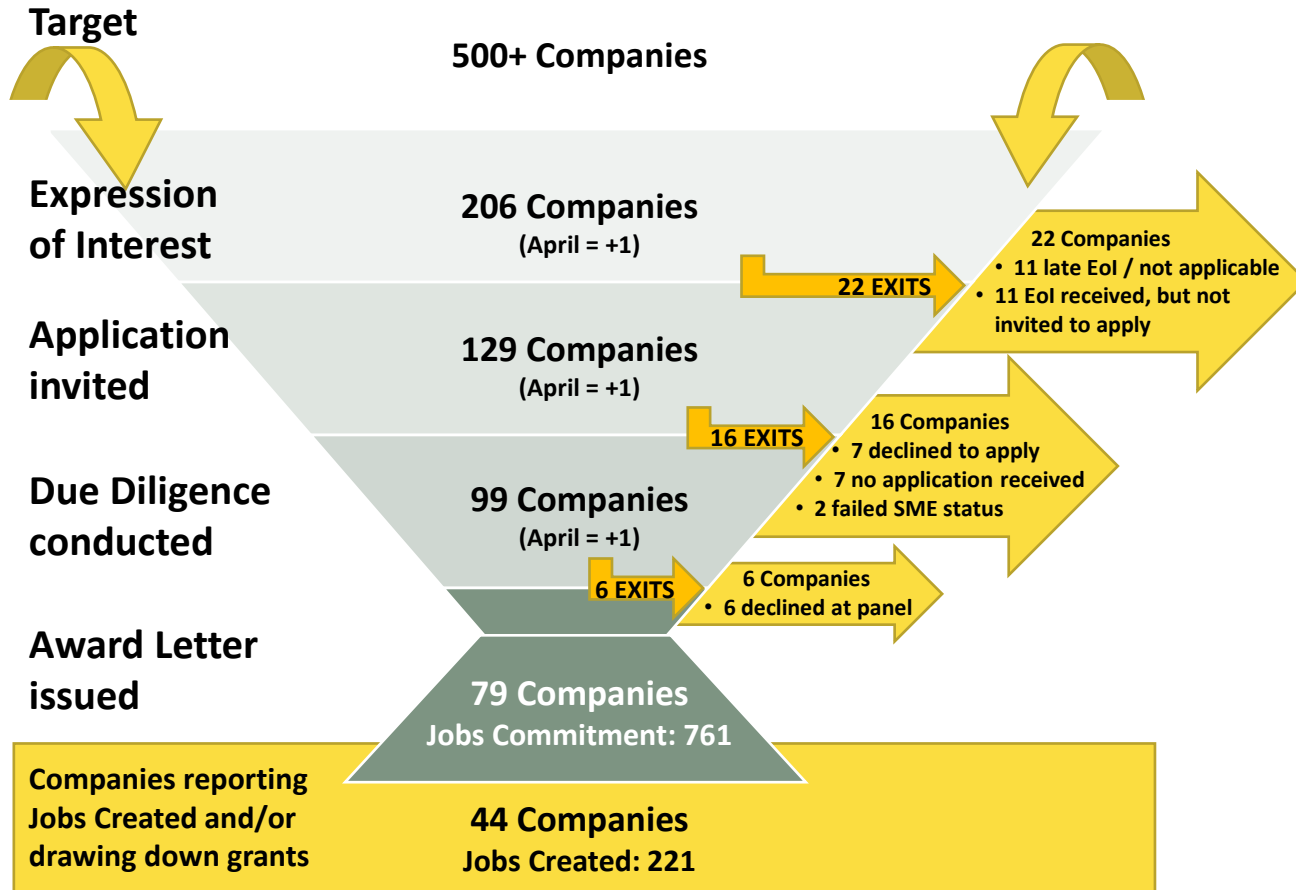 Target
500+ Companies
Expression
of Interest
206 Companies
(April = +1)
22 EXITS
22 Companies
• 11 late EoI / not applicable
• 11 EoI received, but not
invited to apply
Application
invited
129 Companies
(April = +1)
16 EXITS
16 Companies
• 7 declined to apply
• 7 no application received
• 2 failed SME status
Due Diligence
conducted
99 Companies
(April = +1)
6 EXITS
6 Companies
• 6 declined at panel
Award Letter
issued
79 Companies
Jobs Commitment: 761
Companies reporting
Jobs Created and/or
drawing down grants
44 Companies
Jobs Created: 221